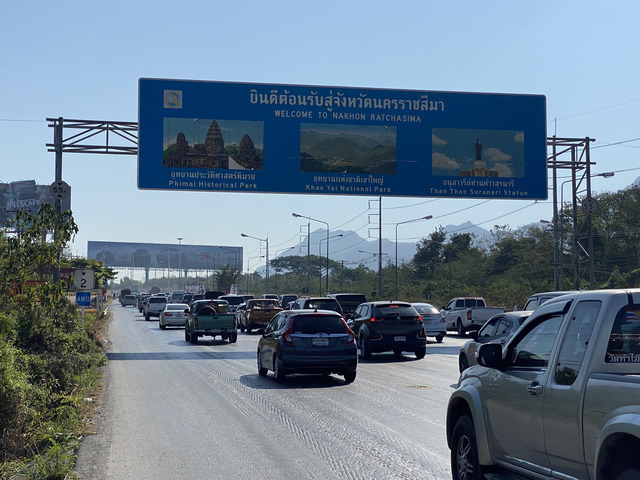 ยินดีต้อนรับสู่จังหวัดนครราชสีมา
WELCOME TO NAKHON RATCHASIMA
อุทยานประวัติศาสตร์พิมาย
Phimai Historical Park
อุทยานแห่งชาติเขาใหญ่
Khao Yai National Park
อนุสาวรีย์ท้าวสุรนารี
Than Thao Suranari Statue
2